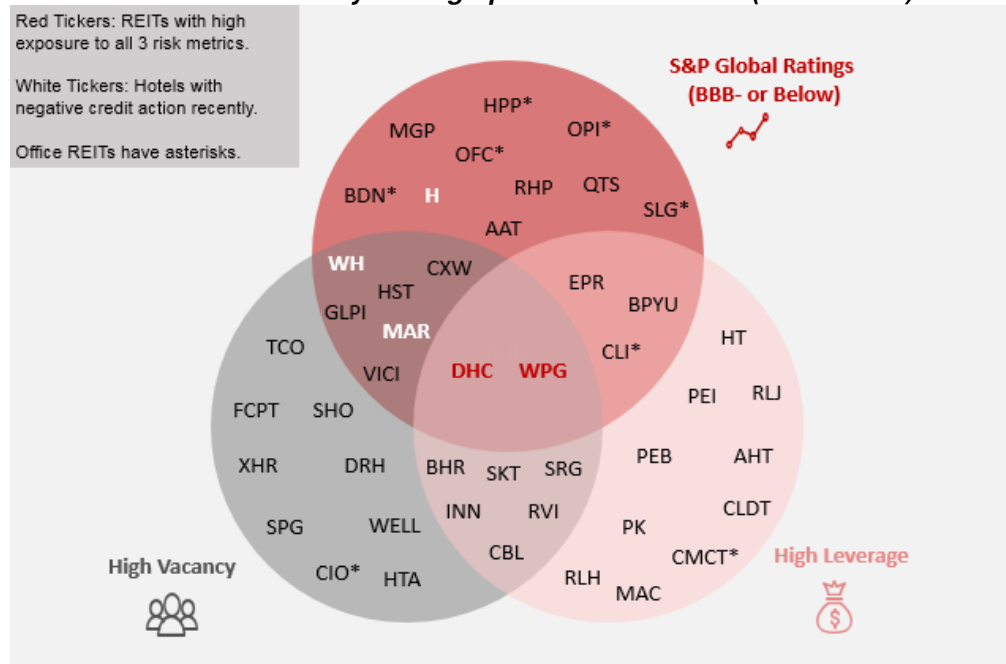 Red Tickers: REITs with high
exposure to all 3 risk metrics.
White Tickers: Hotels with
negative credit action recently.
Office REITs have asterisks.
S&P Global Ratings
(BBB- or Below)
HPP*
MGP
OPI*
OFC*
BDN*
H
RHP
QTS
SLG*
AAT
WH
CXW
HST
GLPI
MAR
VICI
EPR
BPYU
CLI*
DHC WPG
TCO
FCPT
SHO
XHR
DRH
SPG
WELL
CIO*
HTA
BHR
SKT
SRG
INN
RVI
CBL
HT
PEI
RLJ
PEB
AHT
CLDT
PK
CMCT*
RLH
MAC
High Vacancy
High Leverage
$